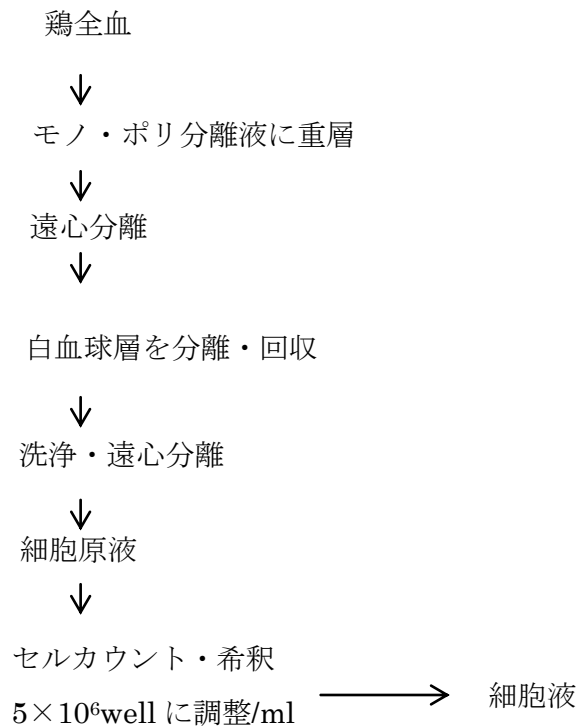 鶏全血
モノ・ポリ分離液に重層
遠心分離
白血球層を分離・回収
洗浄・遠心分離
細胞原液
セルカウント・希釈
5×10⁶well に調整/ml
細胞液